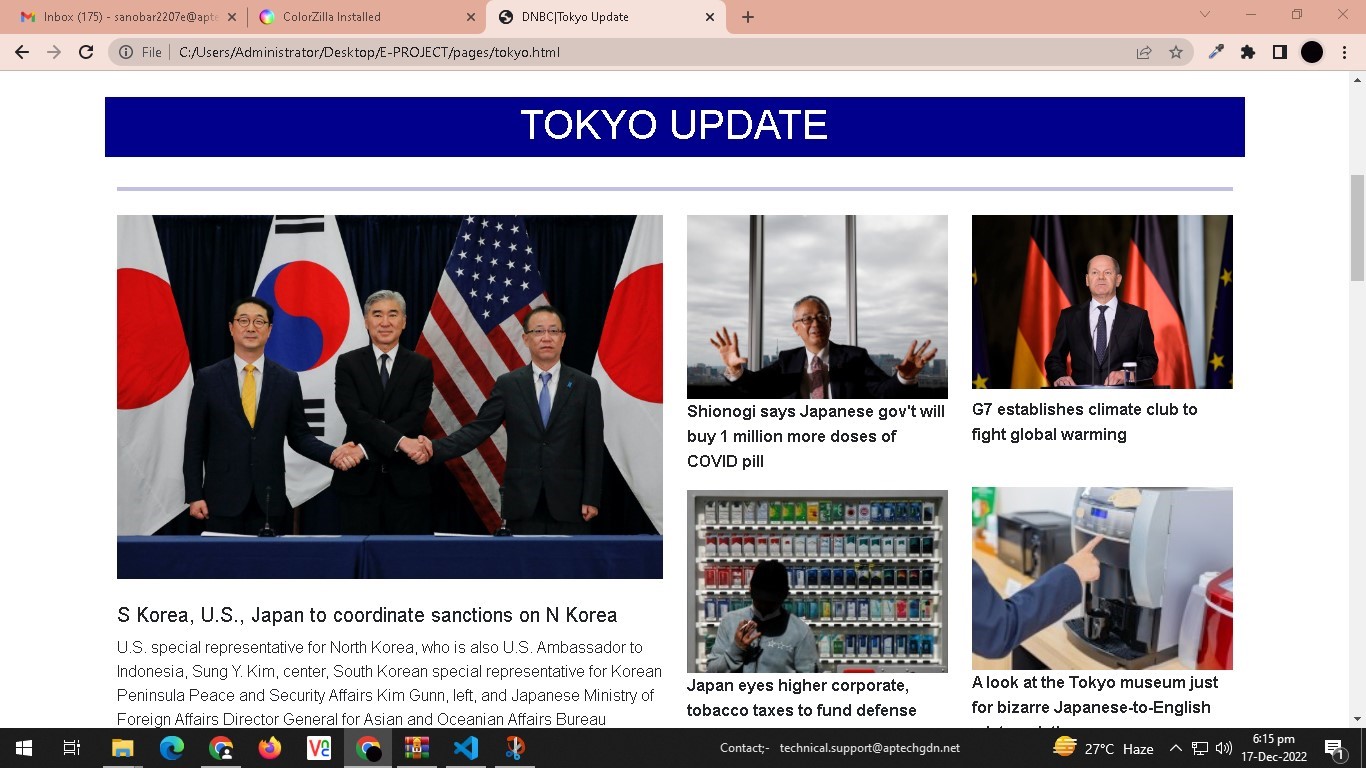 Inbox (175) - sanobar2207e@apte
ColorZilla Installed
DNBC|Tokyo Update
File
C:/Users/Administrator/Desktop/E-PROJECT/pages/tokyo.html
TOKYO UPDATE
S Korea, U.S., Japan to coordinate sanctions on N Korea
U.S. special representative for North Korea, who is also U.S. Ambassador to
Indonesia, Sung Y. Kim, center, South Korean special representative for Korean
Peninsula Peace and Security Affairs Kim Gunn, left, and Japanese Ministry of
Foreign Affairs Director General for Asian and Oceanian Affairs Bureau
Shionogi says Japanese gov't will
buy 1 million more doses of
COVID pill
G7 establishes climate club to
fight global warming
Japan eyes higher corporate,
tobacco taxes to fund defense
A look at the Tokyo museum just
for bizarre Japanese-to-English
Contact;- technical.support@aptechgdn.net
27°C Haze
6:15 pm
17-Dec-2022
1